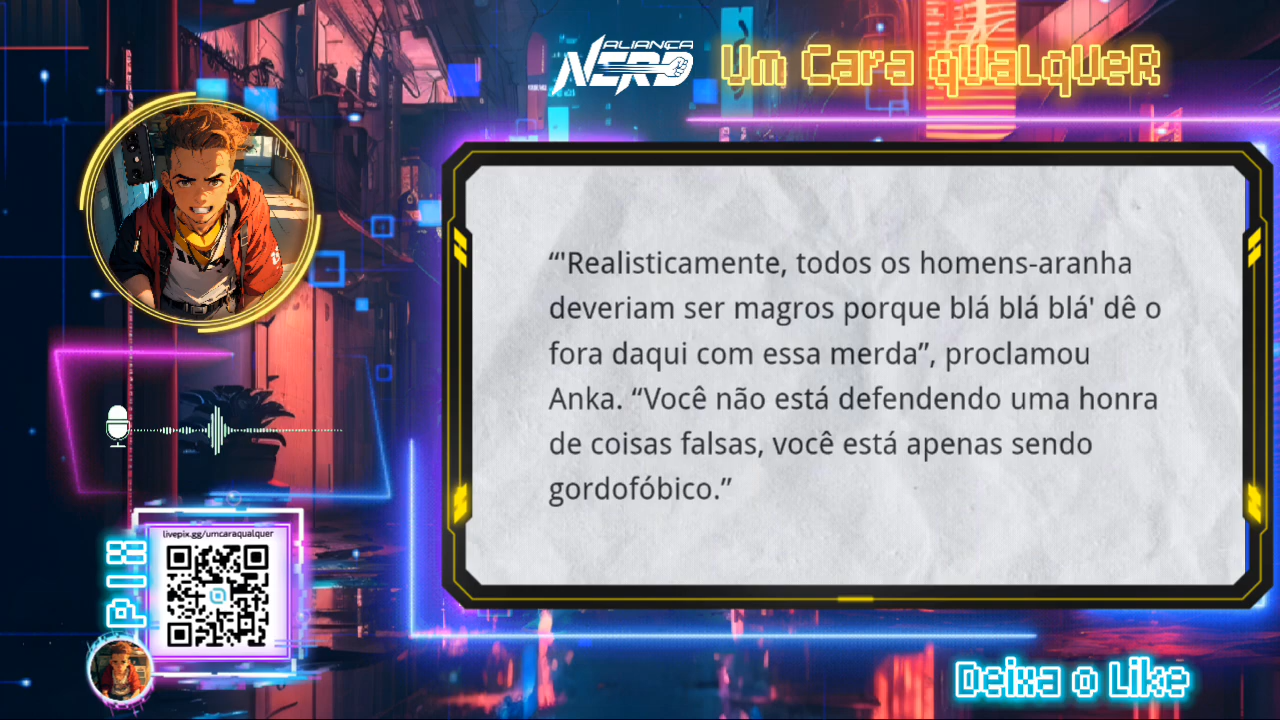 ALIANÇA
NERD
Um Cara qUaLqUeR
“'Realisticamente, todos os homens-aranha
deveriam ser magros porque blá blá blá' dê o
fora daqui com essa merda”, proclamou
Anka. “Você não está defendendo uma honra
de coisas falsas, você está apenas sendo
gordofóbico.”
livepix.gg/umcaraqualquer
PIX
Deixa o Like